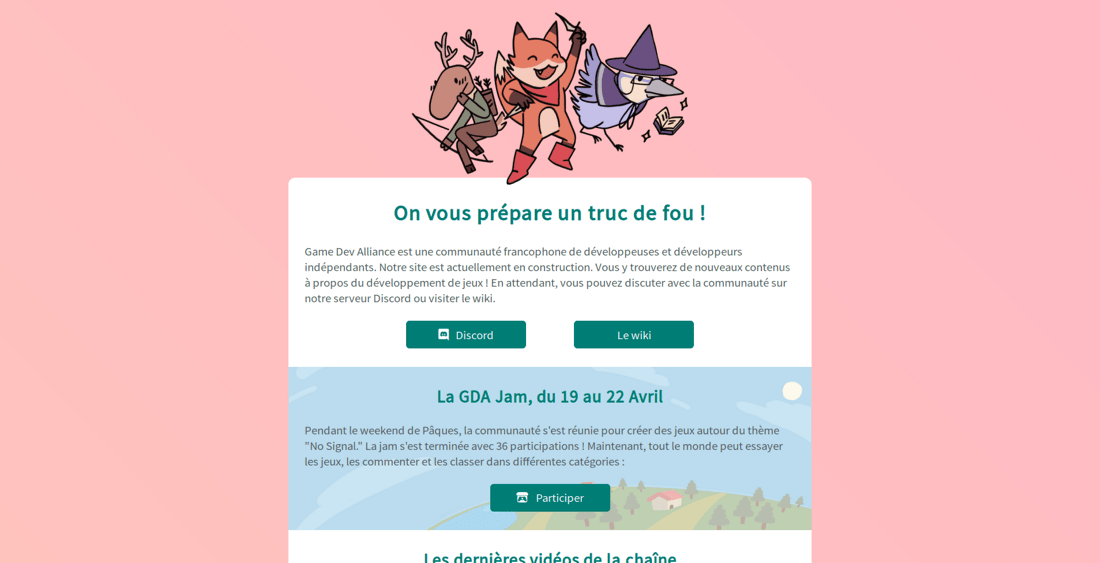 On vous prépare un truc de fou !
Game Dev Alliance est une communauté francophone de développeuses et développeurs
indépendants. Notre site est actuellement en construction. Vous y trouverez de nouveaux contenus
à propos du développement de jeux ! En attendant, vous pouvez discuter avec la communauté sur
notre serveur Discord ou visiter le wiki.
Discord
Le wiki
La GDA Jam, du 19 au 22 Avril
Pendant le weekend de Pâques, la communauté s'est réunie pour créer des jeux autour du thème
"No Signal." La jam s'est terminée avec 36 participations ! Maintenant, tout le monde peut essayer
les jeux, les commenter et les classer dans différentes catégories :
Participer
Les dernières vidéos de la chaîne